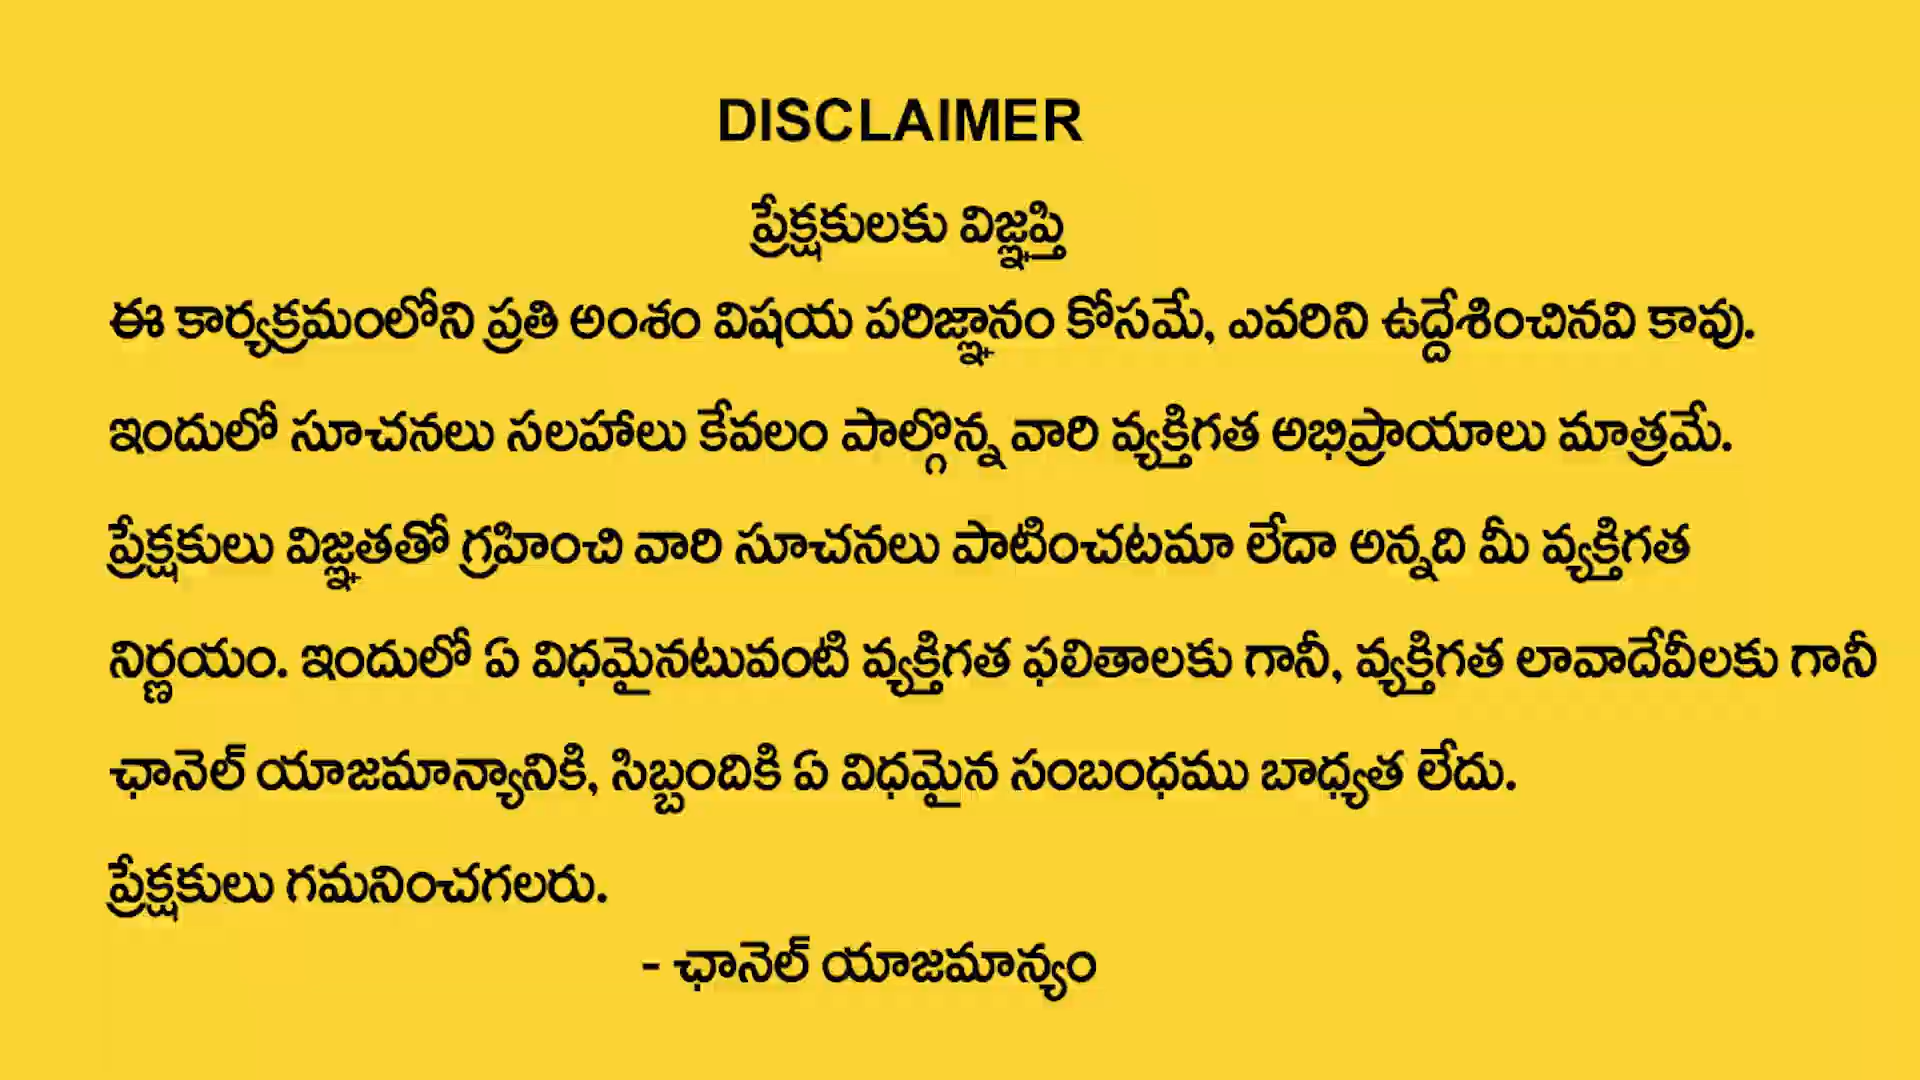 DISCLAIMER
ప్రేక్షకులకు విజ్ఞప్తి
ఈ కార్యక్రమంలోని ప్రతి అంశం విషయ పరిజ్ఞానం కోసమే, ఎవరిని ఉద్దేశించినవి కావు.
ఇందులో సూచనలు సలహాలు కేవలం పాల్గొన్న వారి వ్యక్తిగత అభిప్రాయాలు మాత్రమే.
ప్రేక్షకులు విజ్ఞతతో గ్రహించి వారి సూచనలు పాటించటమా లేదా అన్నది మీ వ్యక్తిగత
నిర్ణయం. ఇందులో ఏ విధమైనటువంటి వ్యక్తిగత ఫలితాలకు గానీ, వ్యక్తిగత లావాదేవీలకు గానీ
ఛానెల్ యాజమాన్యానికి, సిబ్బందికి ఏ విధమైన సంబంధము బాధ్యత లేదు.
ప్రేక్షకులు గమనించగలరు.
- ఛానెల్ యాజమాన్యం